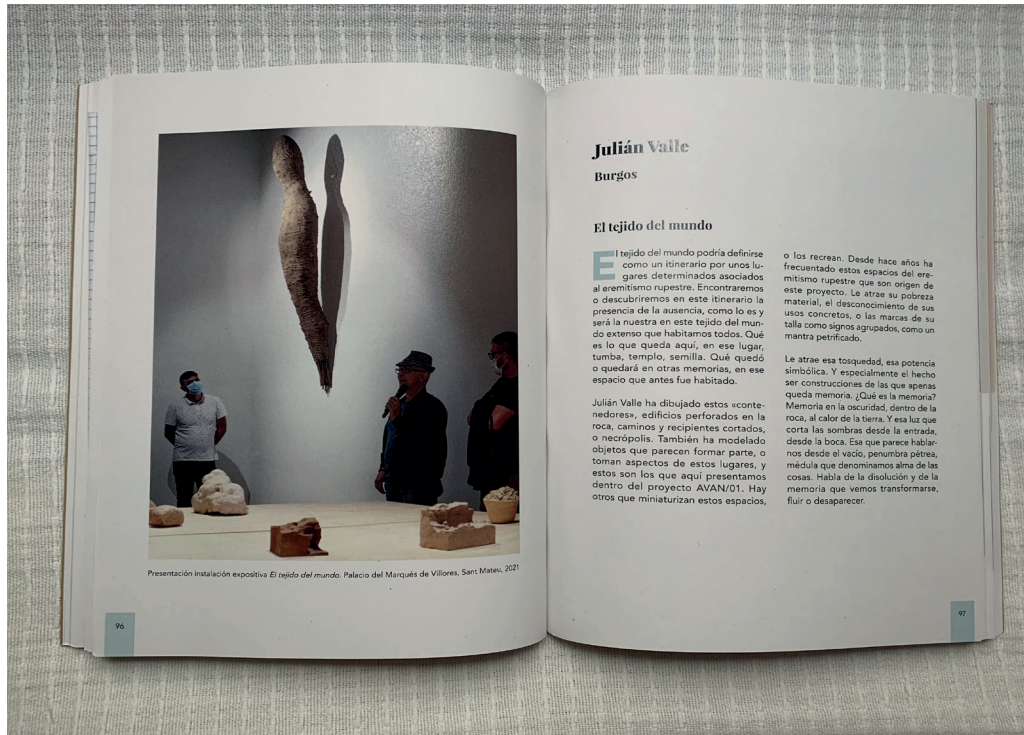 Presentación instalación expositiva El tejido del mundo. Palacio del Marqués de Villores, Sant Mateu, 2021
96
Julián Valle
Burgos
El tejido del mundo
El tejido del mundo podría definirse
como un itinerario por unos lu-
gares determinados asociados
al eremitismo rupestre. Encontraremos
o descubriremos en este itinerario la
presencia de la ausencia, como lo es y
será la nuestra en este tejido del mun-
do extenso que habitamos todos. Qué
es lo que queda aquí, en ese lugar,
tumba, templo, semilla. Qué quedó
o quedará en otras memorias, en ese
espacio que antes fue habitado.
Julián Valle ha dibujado estos «conte-
nedores», edificios perforados en la
roca, caminos y recipientes cortados,
o necrópolis. También ha modelado
objetos que parecen formar parte, o
toman aspectos de estos lugares, y
estos son los que aquí presentamos
dentro del proyecto AVAN/01. Hay
otros que miniaturizan estos espacios,
o los recrean. Desde hace años ha
frecuentado estos espacios del ere-
mitismo rupestre que son origen de
este proyecto. Le atrae su pobreza
material, el desconocimiento de sus
usos concretos, o las marcas de su
talla como signos agrupados, como un
mantra petrificado.
Le atrae esa tosquedad, esa potencia
simbólica. Y especialmente el hecho
ser construcciones de las que apenas
queda memoria. ¿Qué es la memoria?
Memoria en la oscuridad, dentro de la
roca, al calor de la tierra. Y esa luz que
corta las sombras desde la entrada,
desde la boca. Esa que parece hablar-
nos desde el vacío, penumbra pétrea,
médula que denominamos alma de las
cosas. Habla de la disolución y de la
memoria que vemos transformarse,
fluir o desaparecer.
97